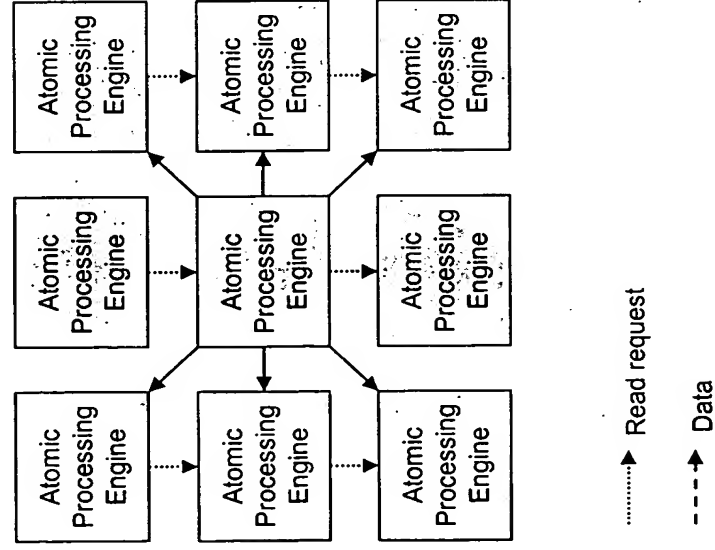 Atomic
Processing
Engine
Atomic
Processing
Engine
Atomic
Processing
Engine
Atomic
Processing
Engine
Atomic
Processing
Engine
Atomic
Processing
Engine
Atomic
Processing
Engine
Atomic
Processing
Engine
Atomic
Processing
Engine
Read request
Data